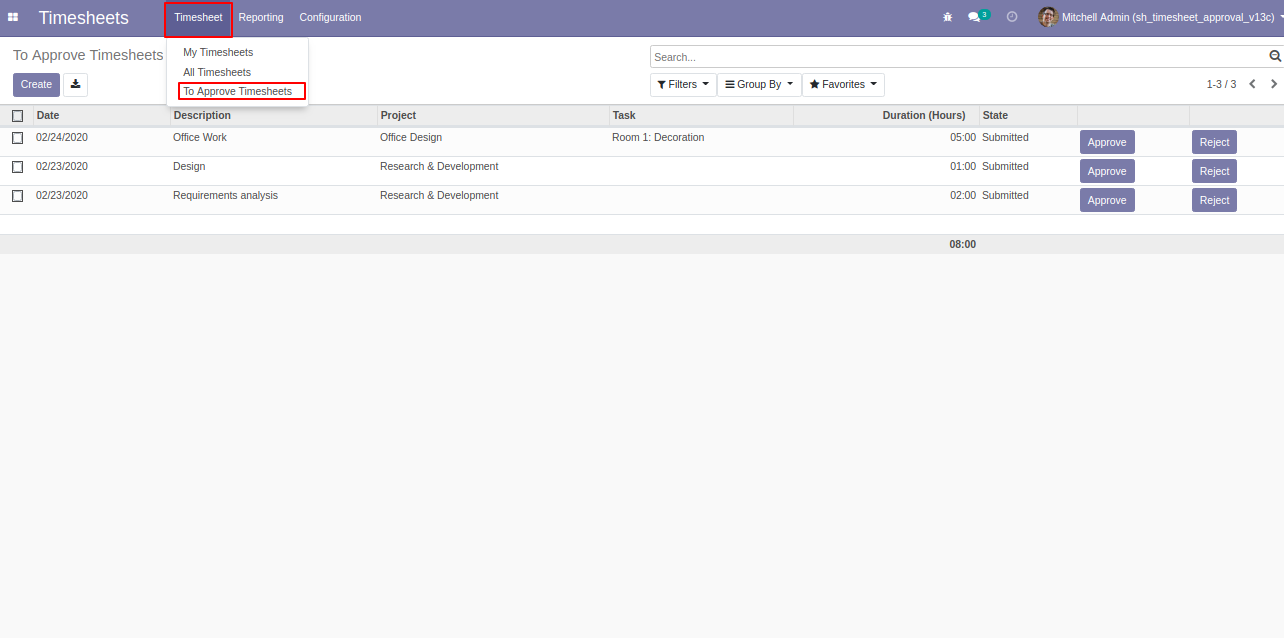 Timesheets Timesheet Reporting Configuration 3 Mitchell Admin (sh_timesheet_approval_v13c)
My Timesheets
All Timesheets
To Approve Timesheets
To Approve Timesheets Search...
Create Filters Group By Favorites 1-3 / 3
Date Description Project Task Duration (Hours) State
02/24/2020 Office Work Office Design Room 1: Decoration 05:00 Submitted Approve Reject
02/23/2020 Design Research & Development 01:00 Submitted Approve Reject
02/23/2020 Requirements analysis Research & Development 02:00 Submitted Approve Reject
08:00